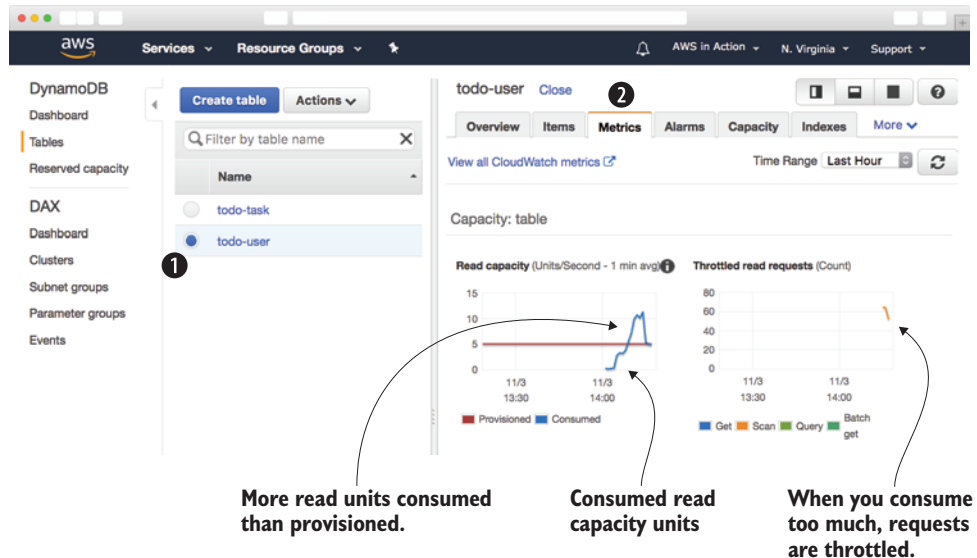 aws
Services
Resource Groups
AWS in Action
N. Virginia
Support
DynamoDB
Dashboard
Tables
Reserved capacity
DAX
Dashboard
Clusters
Subnet groups
Parameter groups
Events
Create table
Actions
Filter by table name
Name
todo-task
todo-user
1
todo-user
Close
2
Overview
Items
Metrics
Alarms
Capacity
Indexes
More
View all CloudWatch metrics
Time Range
Last Hour
Capacity: table
Read capacity (Units/Second - 1 min avg)
15
10
5
0
11/3
13:30
11/3
14:00
Provisioned
Consumed
Throttled read requests (Count)
80
60
40
20
0
11/3
13:30
11/3
14:00
Get
Scan
Query
Batch
get
More read units consumed
than provisioned.
Consumed read
capacity units
When you consume
too much, requests
are throttled.